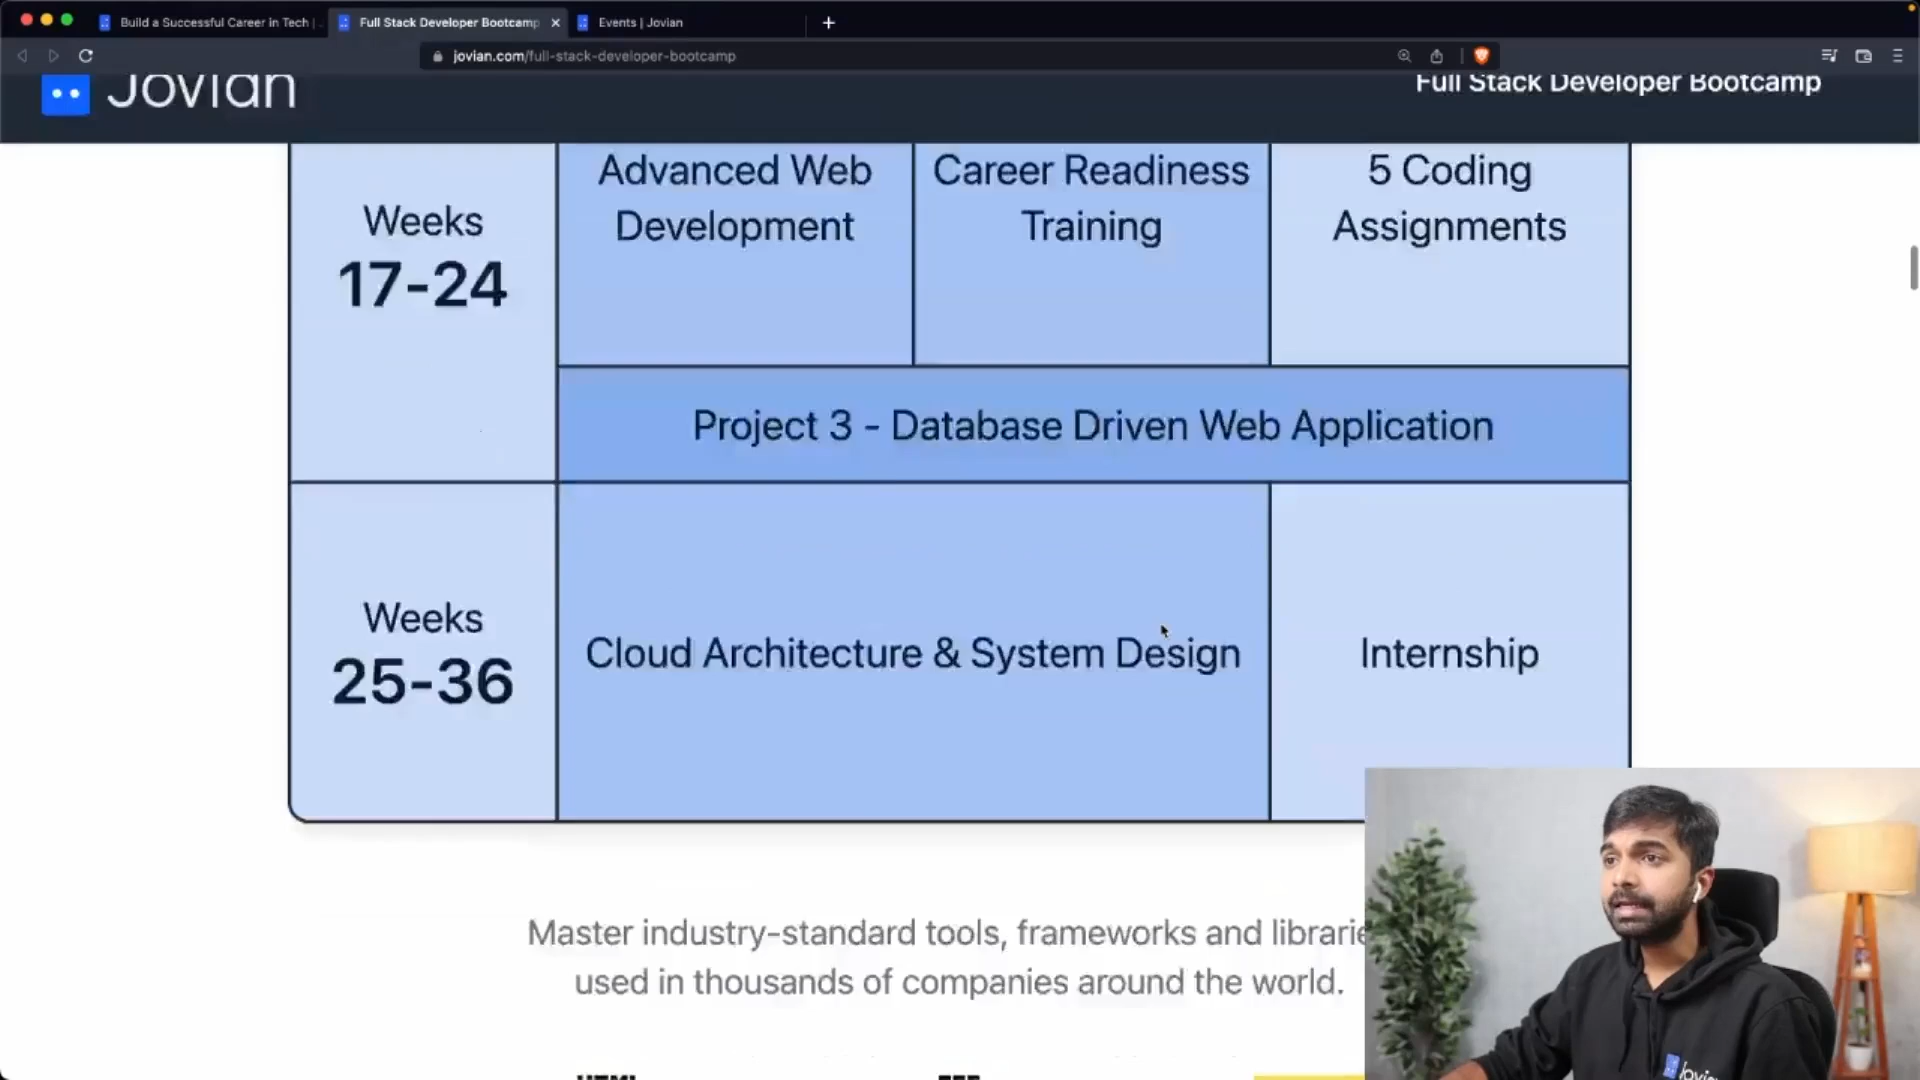 Build a Successful Career in Tech |
Full Stack Developer Bootcamp
Events | Jovian
jovian.com/full-stack-developer-bootcamp
Jovian
Full Stack Developer Bootcamp
Weeks
17-24
Advanced Web
Development
Career Readiness
Training
5 Coding
Assignments
Project 3 - Database Driven Web Application
Weeks
25-36
Cloud Architecture & System Design
Internship
Master industry-standard tools, frameworks and librarie
used in thousands of companies around the world.
HTML